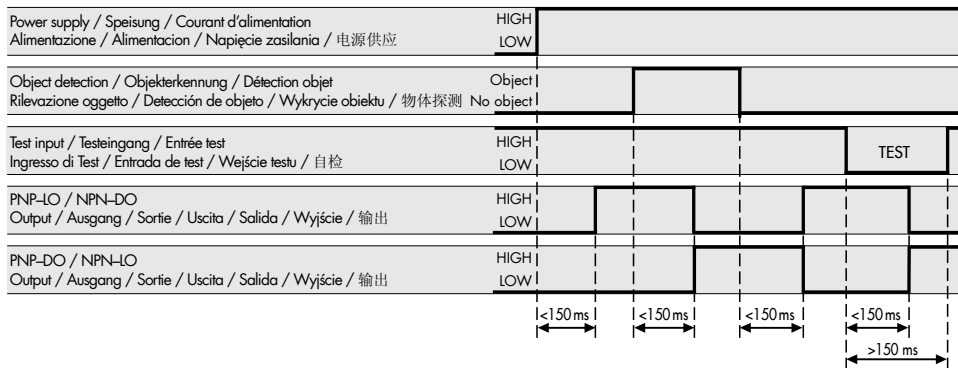 Power supply / Speisung / Courant d'alimentation HIGH
Alimentazione / Alimentacion / Napięcie zasilania / 电源供应 LOW
Object detection / Objekterkennung / Détection objet Object
Rilevazione oggetto / Detección de objeto / Wykrycie obiektu / 物体探测 No object
Test input / Testeingang / Entrée test HIGH
Ingresso di Test / Entrada de test / Wejście testu / 自检 LOW
TEST
PNP–LO / NPN–DO HIGH
Output / Ausgang / Sortie / Uscita / Salida / Wyjście / 输出 LOW
PNP–DO / NPN–LO HIGH
Output / Ausgang / Sortie / Uscita / Salida / Wyjście / 输出 LOW
<150 ms <150 ms <150 ms <150 ms
>150 ms